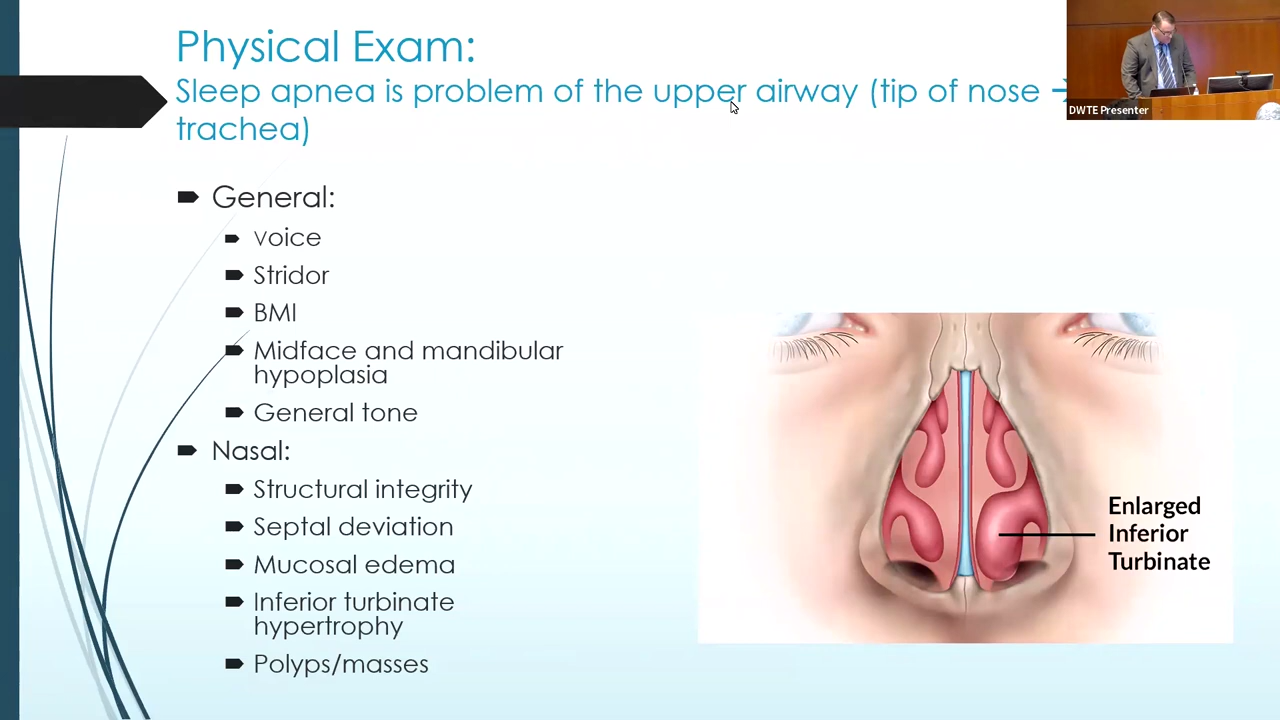 Physical Exam:
Sleep apnea is problem of the upper airway (tip of nose →
trachea)
DWTE Presenter
General:
voice
Stridor
BMI
Midface and mandibular
hypoplasia
General tone
Nasal:
Structural integrity
Septal deviation
Mucosal edema
Inferior turbinate
hypertrophy
Polyps/masses
Enlarged
Inferior
Turbinate